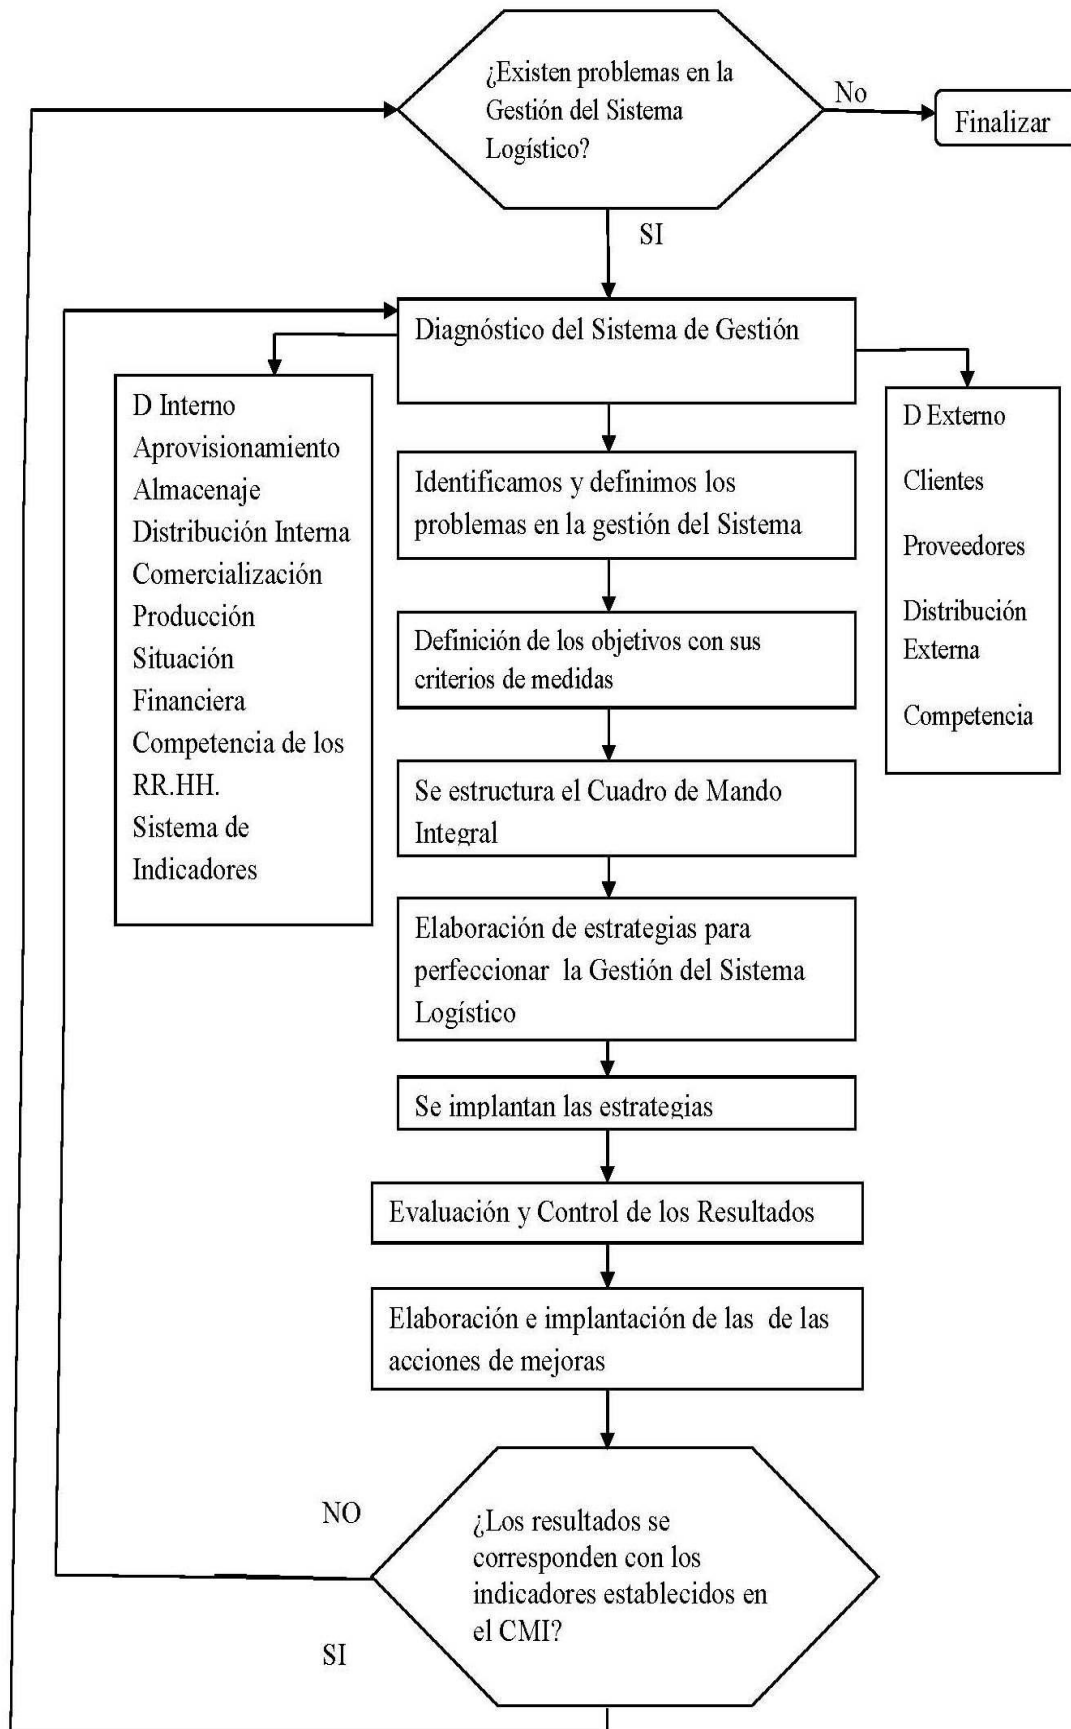 ¿Existen problemas en la
Gestión del Sistema
Logístico?
No
Finalizar
SI
Diagnóstico del Sistema de Gestión
D Interno
Aprovisionamiento
Almacenaje
Distribución Interna
Comercialización
Producción
Situación
Financiera
Competencia de los
RR.HH.
Sistema de
Indicadores
D Externo
Clientes
Proveedores
Distribución
Externa
Competencia
Identificamos y definimos los
problemas en la gestión del Sistema
Definición de los objetivos con sus
criterios de medidas
Se estructura el Cuadro de Mando
Integral
Elaboración de estrategias para
perfeccionar la Gestión del Sistema
Logístico
Se implantan las estrategias
Evaluación y Control de los Resultados
Elaboración e implantación de las de las
acciones de mejoras
NO
¿Los resultados se
corresponden con los
indicadores establecidos en
el CMI?
SI